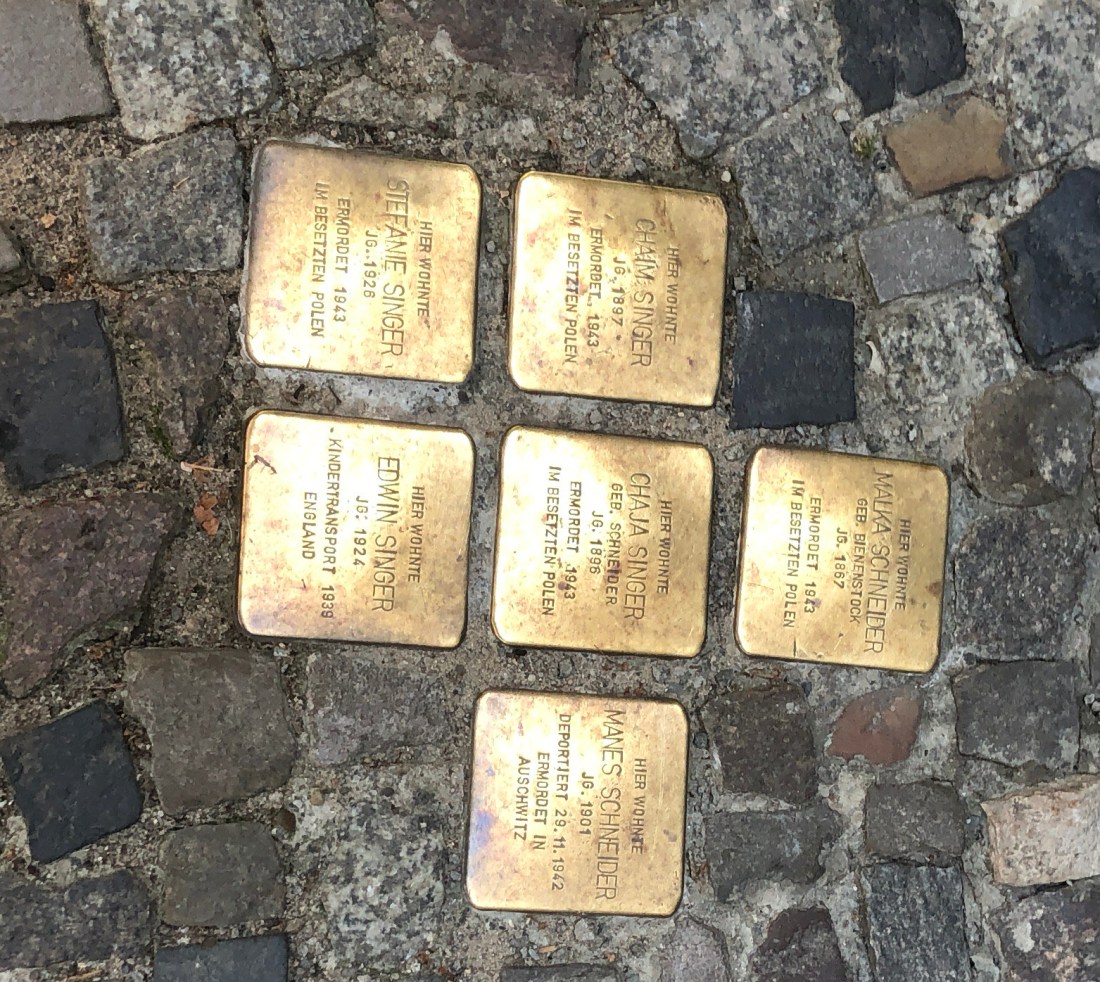 HIER WOHNTE
MALKA SCHNEIDER
GEB. BIENENSTOCK
JG. 1867
ERMORDET 1943
IM BESETZTEN POLEN
HIER WOHNTE
CHAIM SINGER
JG. 1897
ERMORDET 1943
IM BESETZTEN POLEN
HIER WOHNTE
CHAJA SINGER
GEB. SCHNEIDER
JG. 1896
ERMORDET 1943
IM BESETZTEN POLEN
HIER WOHNTE
MANES SCHNEIDER
JG. 1901
DEPORTIERT 29.11.1942
ERMORDET IN
AUSCHWITZ
HIER WOHNTE
STEFANIE SINGER
JG. 1926
ERMORDET 1943
IM BESETZTEN POLEN
HIER WOHNTE
EDWIN SINGER
JG. 1924
KINDERTRANSPORT 1939
ENGLAND